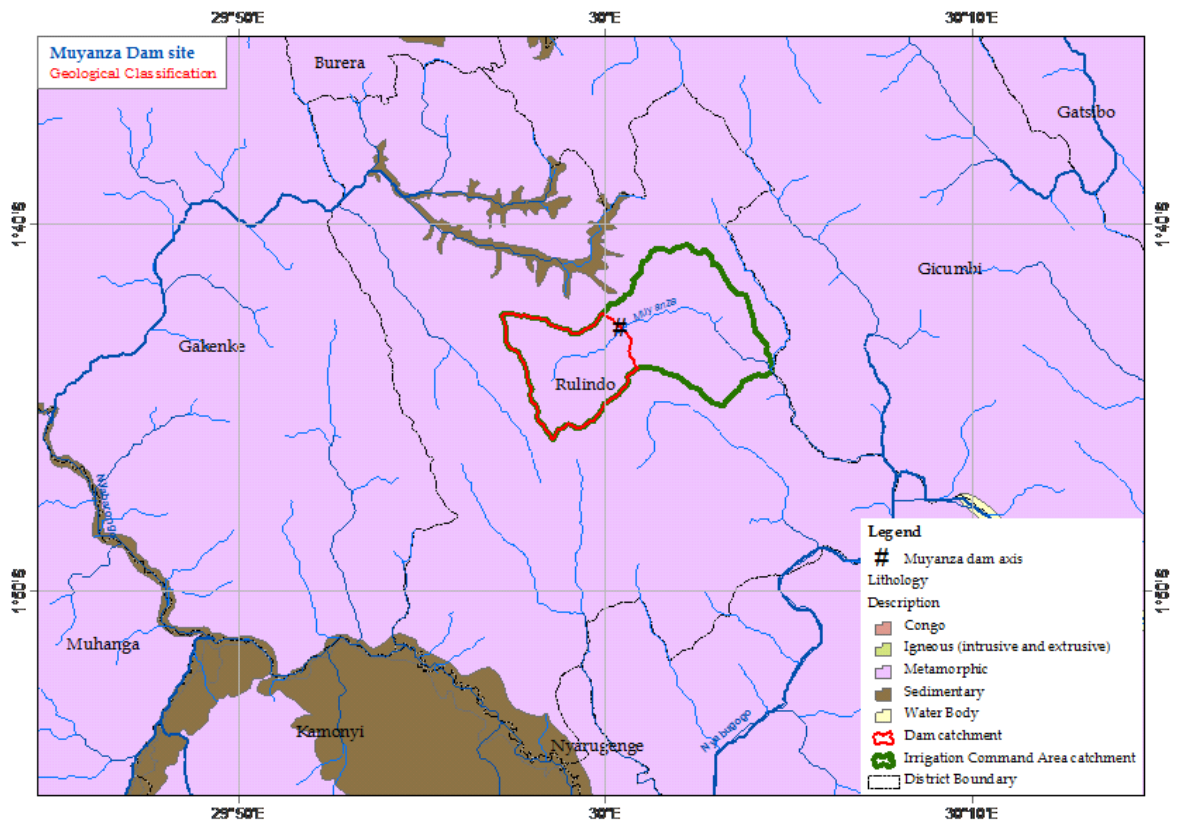 29°50'E 30°E 30°10'E
Muyanza Dam site
Geological Classification
Burera
Gatsibo
1°40'S 1°40'S
Gicumbi
Muyanza
#
Gakenke
Rulindo
Nyabarongo
Legend
# Muyanza dam axis
Lithology
Description
Congo
Igneous (intrusive and extrusive)
Metamorphic
Sedimentary
Water Body
Dam catchment
Irrigation Command Area catchment
District Boundary
1°50'S 1°50'S
Muhanga
Kamonyi
Nyarugenge
Nyabugogo
29°50'E 30°E 30°10'E